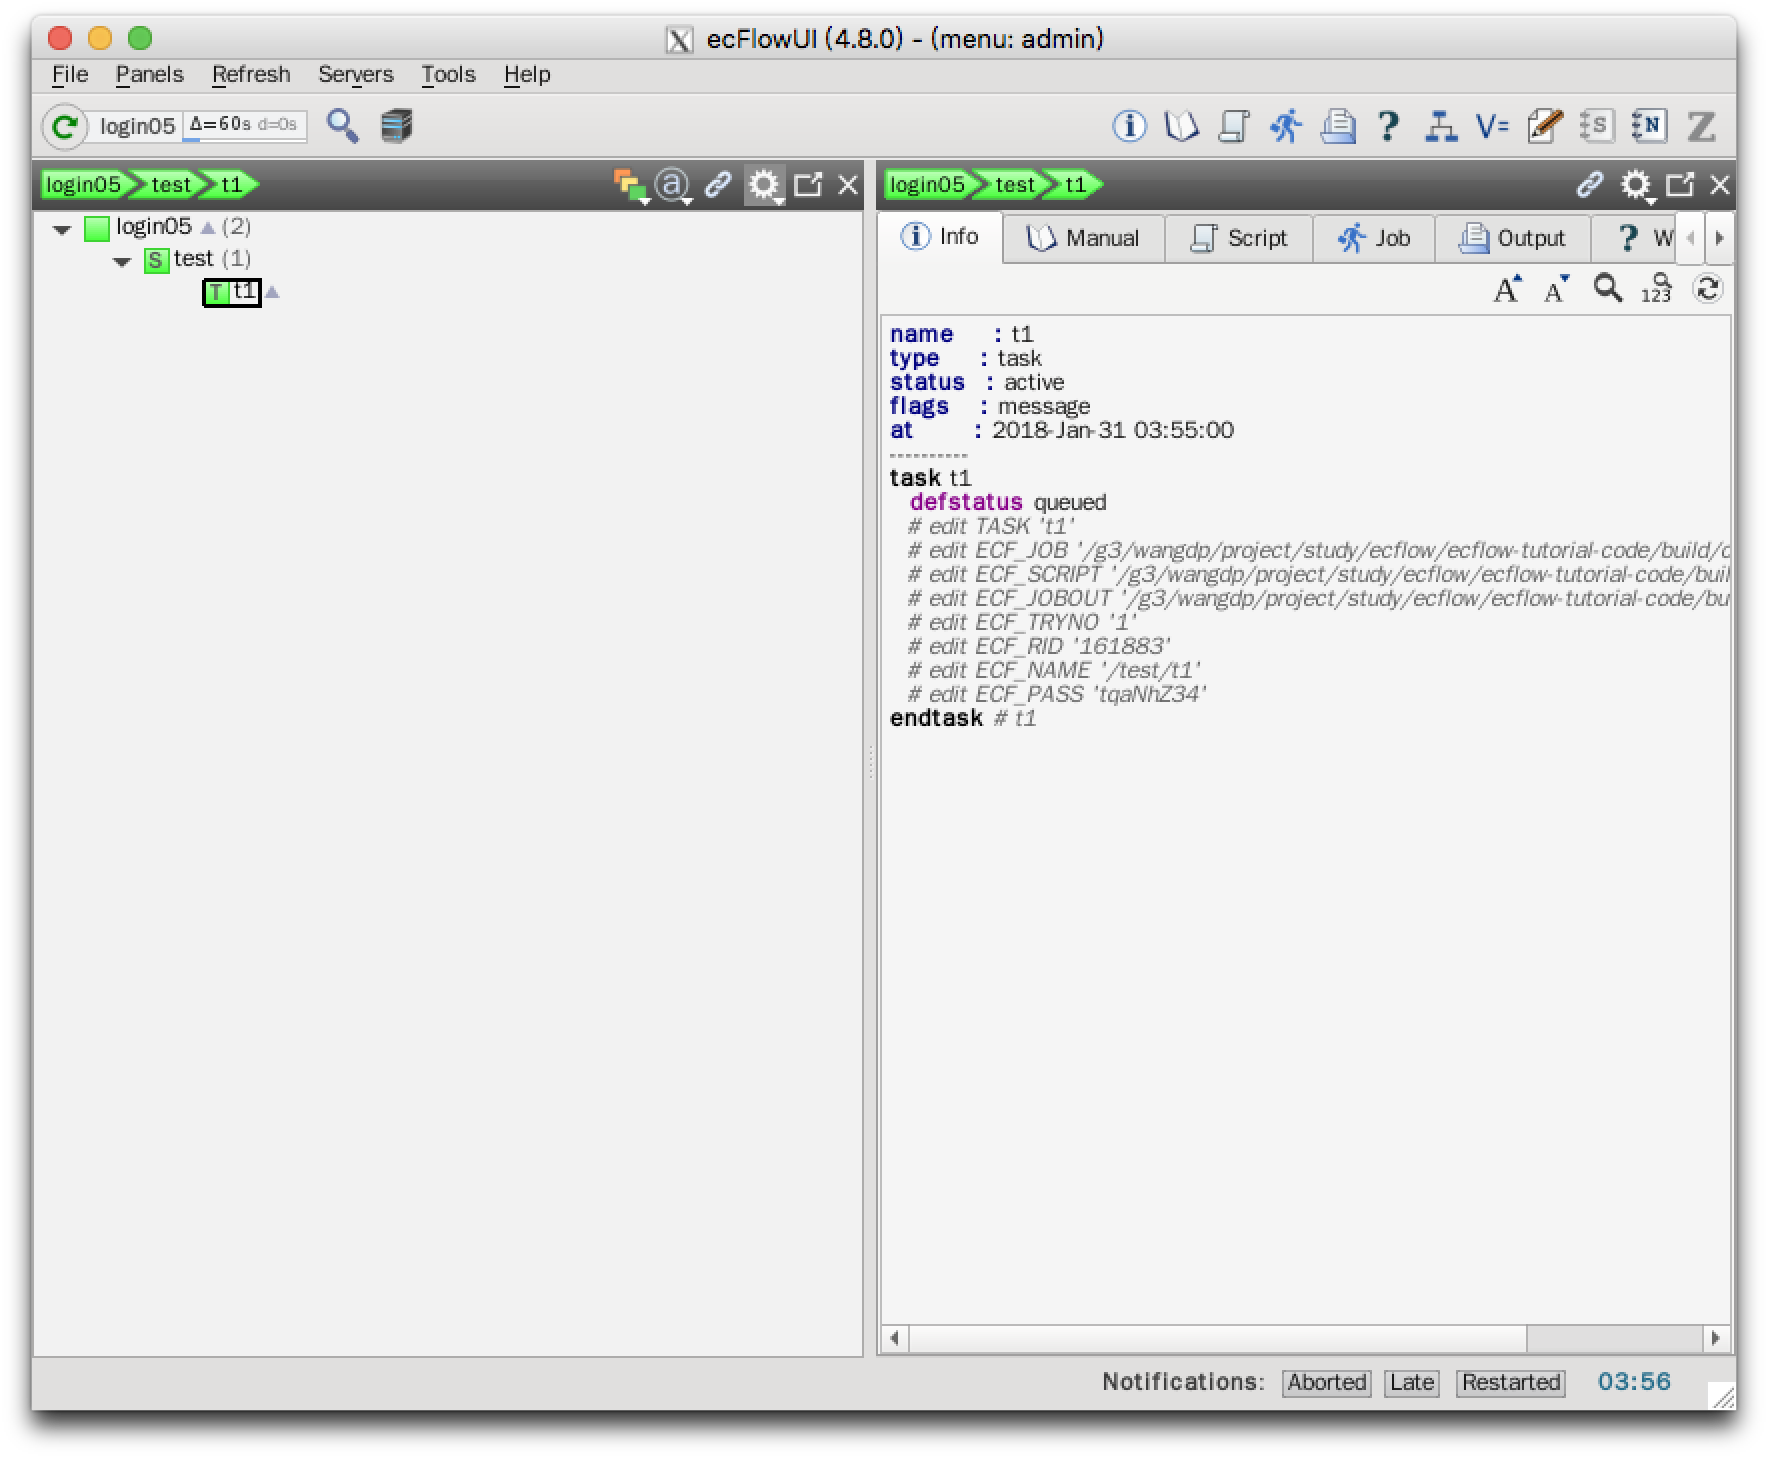 ecFlowUI (4.8.0) - (menu: admin)
File Panels Refresh Servers Tools Help
login05 Δ=60s d=0s
V= S N Z
login05 test t1
@
login05 (2)
S test (1)
T t1
login05 test t1
Info Manual Script Job Output ? W
A A 123
name : t1
type : task
status : active
flags : message
at : 2018-Jan-31 03:55:00
----------
task t1
defstatus queued
# edit TASK 't1'
# edit ECF_JOB '/g3/wangdp/project/study/ecflow/ecflow-tutorial-code/build/
# edit ECF_SCRIPT '/g3/wangdp/project/study/ecflow/ecflow-tutorial-code/buil
# edit ECF_JOBOUT '/g3/wangdp/project/study/ecflow/ecflow-tutorial-code/bu
# edit ECF_TRYNO '1'
# edit ECF_RID '161883'
# edit ECF_NAME '/test/t1'
# edit ECF_PASS 'tqaNhZ34'
endtask # t1
Notifications: Aborted Late Restarted 03:56